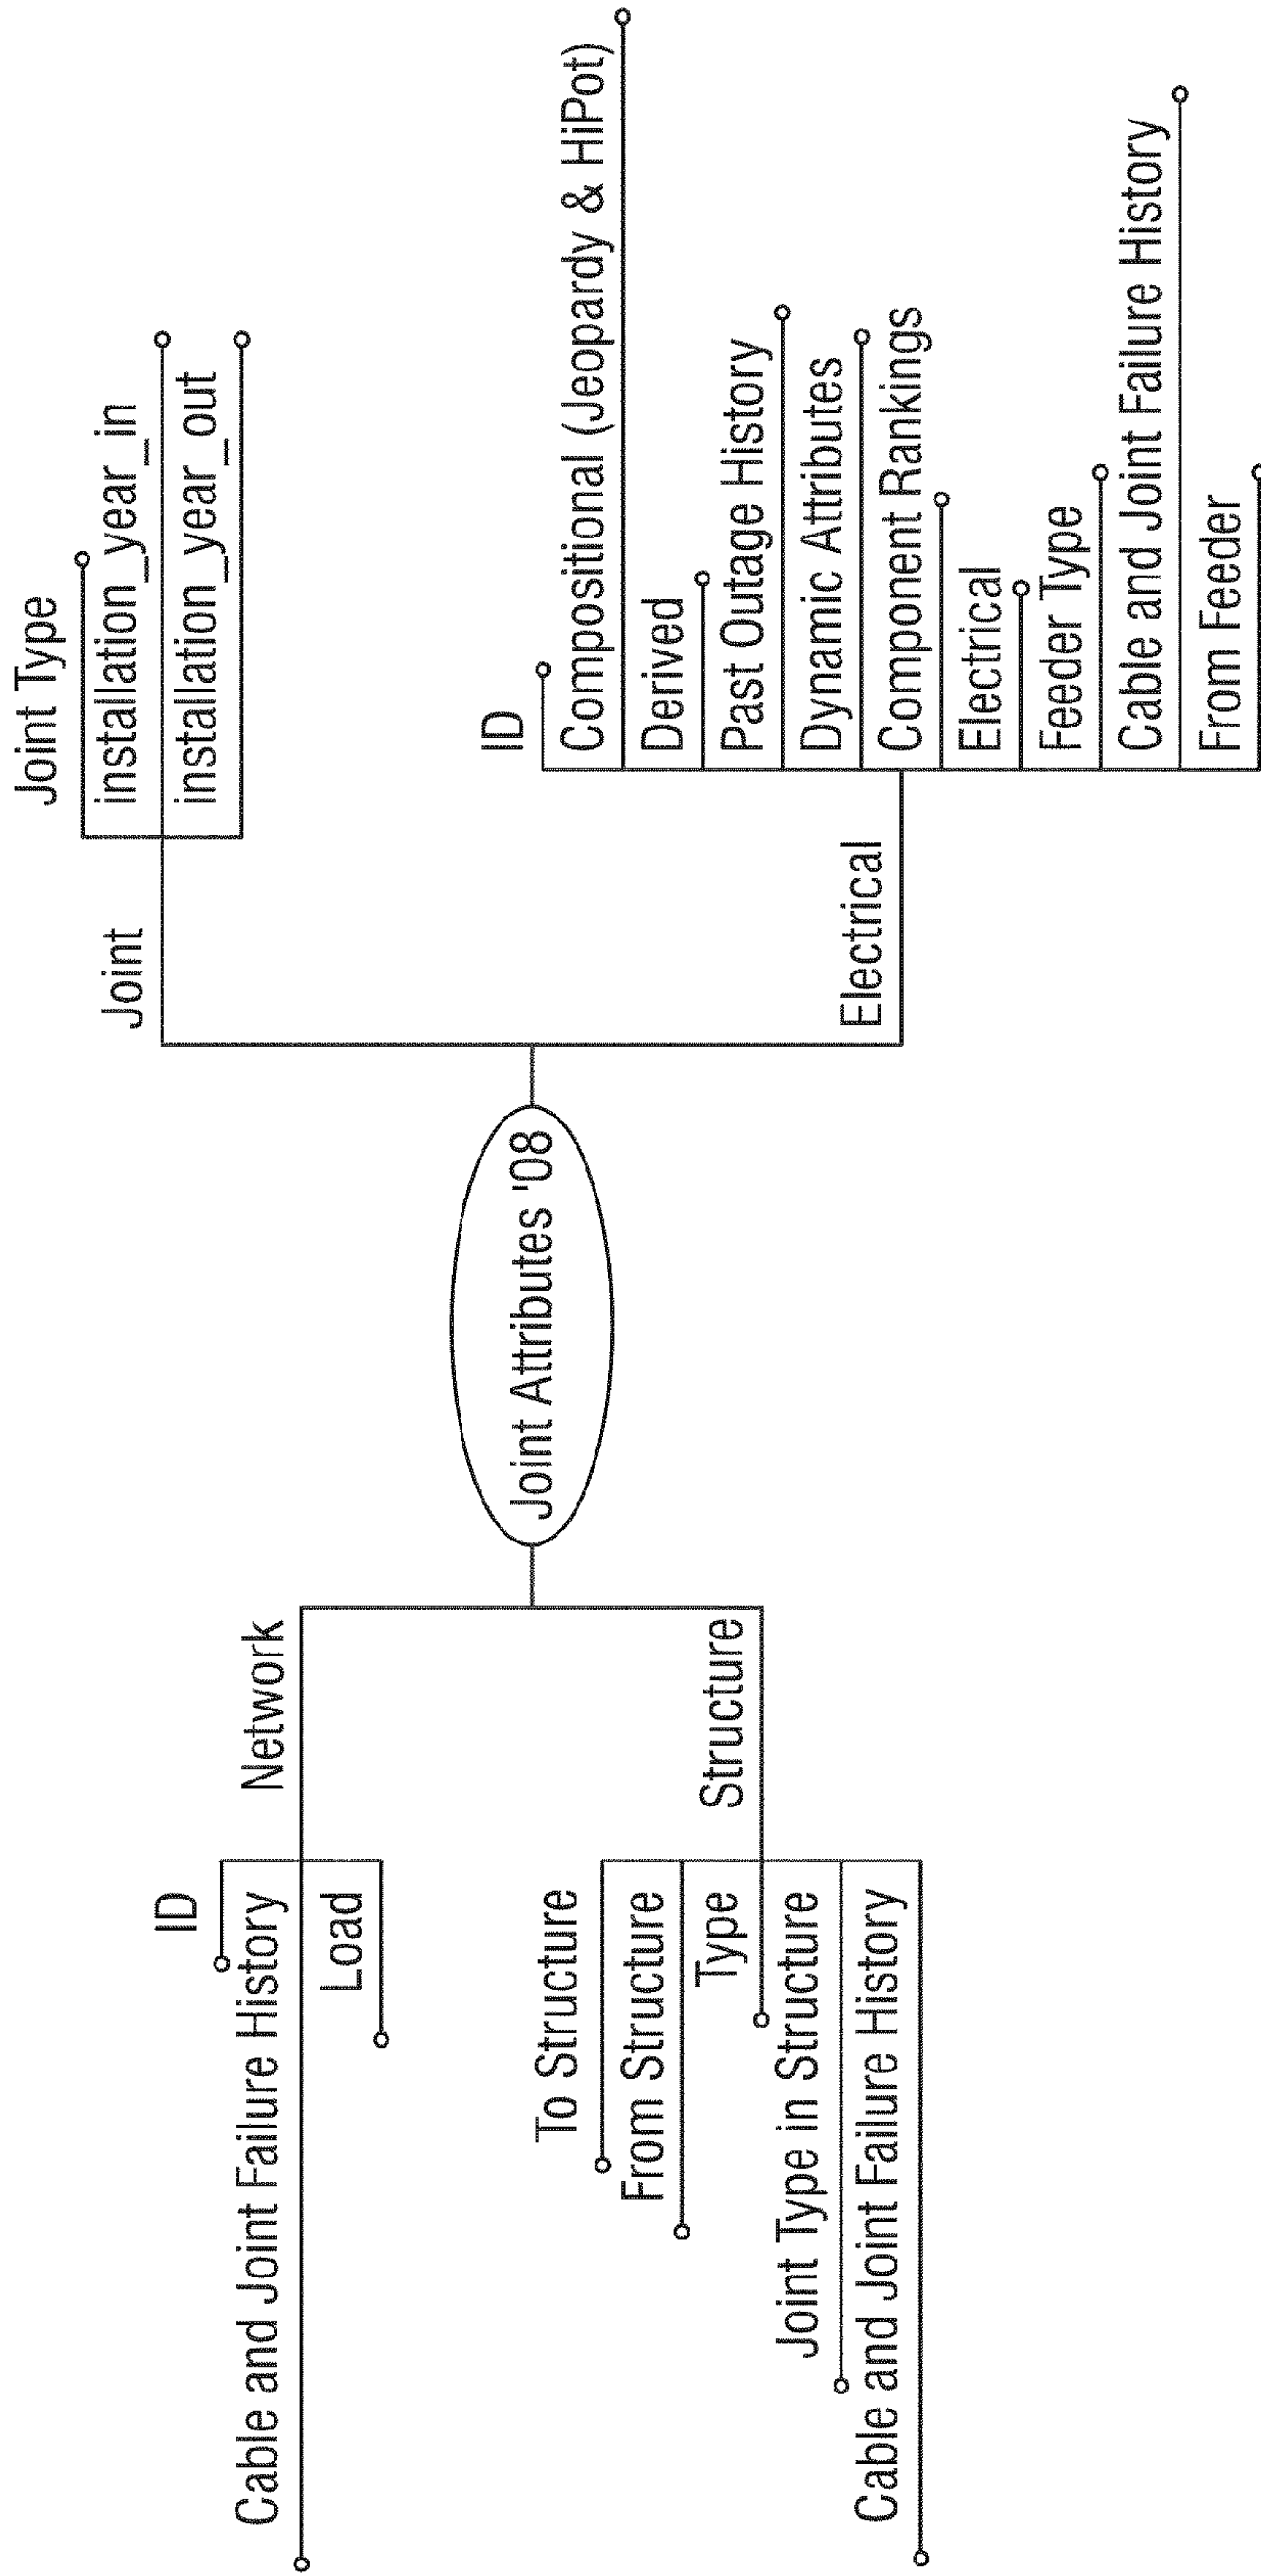 Joint Attributes '08
Network
ID
Cable and Joint Failure History
Load
Structure
To Structure
From Structure
Type
Joint Type in Structure
Cable and Joint Failure History
Joint
Joint Type
installation_year_in
installation_year_out
Electrical
ID
Compositional (Jeopardy & HiPot)
Derived
Past Outage History
Dynamic Attributes
Component Rankings
Electrical
Feeder Type
Cable and Joint Failure History
From Feeder